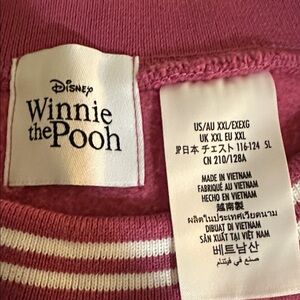 Disney
Winnie
the Pooh
US/AU XXL/EXEXG
UK XXL EU XXL
JP日本 チェスト 116-124 SL
CN 210/128A
MADE IN VIETNAM
FABRIQUÉ AU VIETNAM
HECHO EN VIETNAM
越南製
ผลิตในประเทศเวียดนาม
DIBUAT DI VIETNAM
SẢN XUẤT TẠI VIỆT NAM
베트남산
صنع في فيتنام